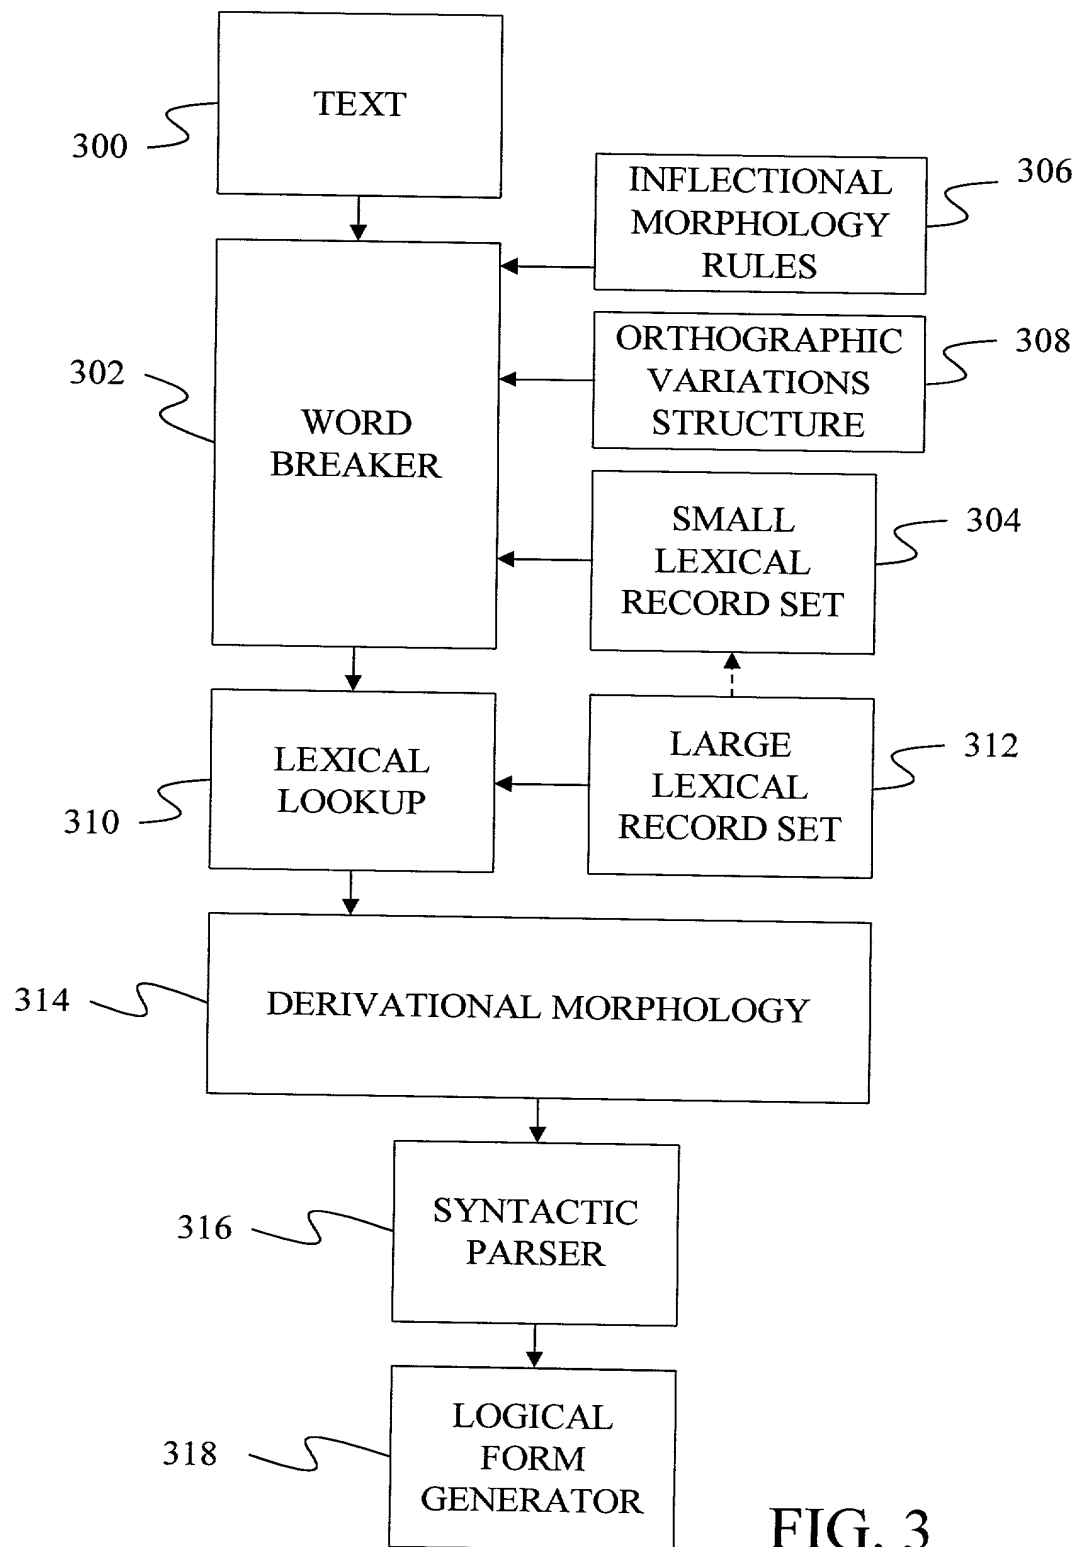 TEXT
300
INFLECTIONAL
MORPHOLOGY
RULES
306
ORTHOGRAPHIC
VARIATIONS
STRUCTURE
308
302
WORD
BREAKER
SMALL
LEXICAL
RECORD SET
304
LEXICAL
LOOKUP
310
LARGE
LEXICAL
RECORD SET
312
314
DERIVATIONAL MORPHOLOGY
316
SYNTACTIC
PARSER
318
LOGICAL
FORM
GENERATOR
FIG. 3